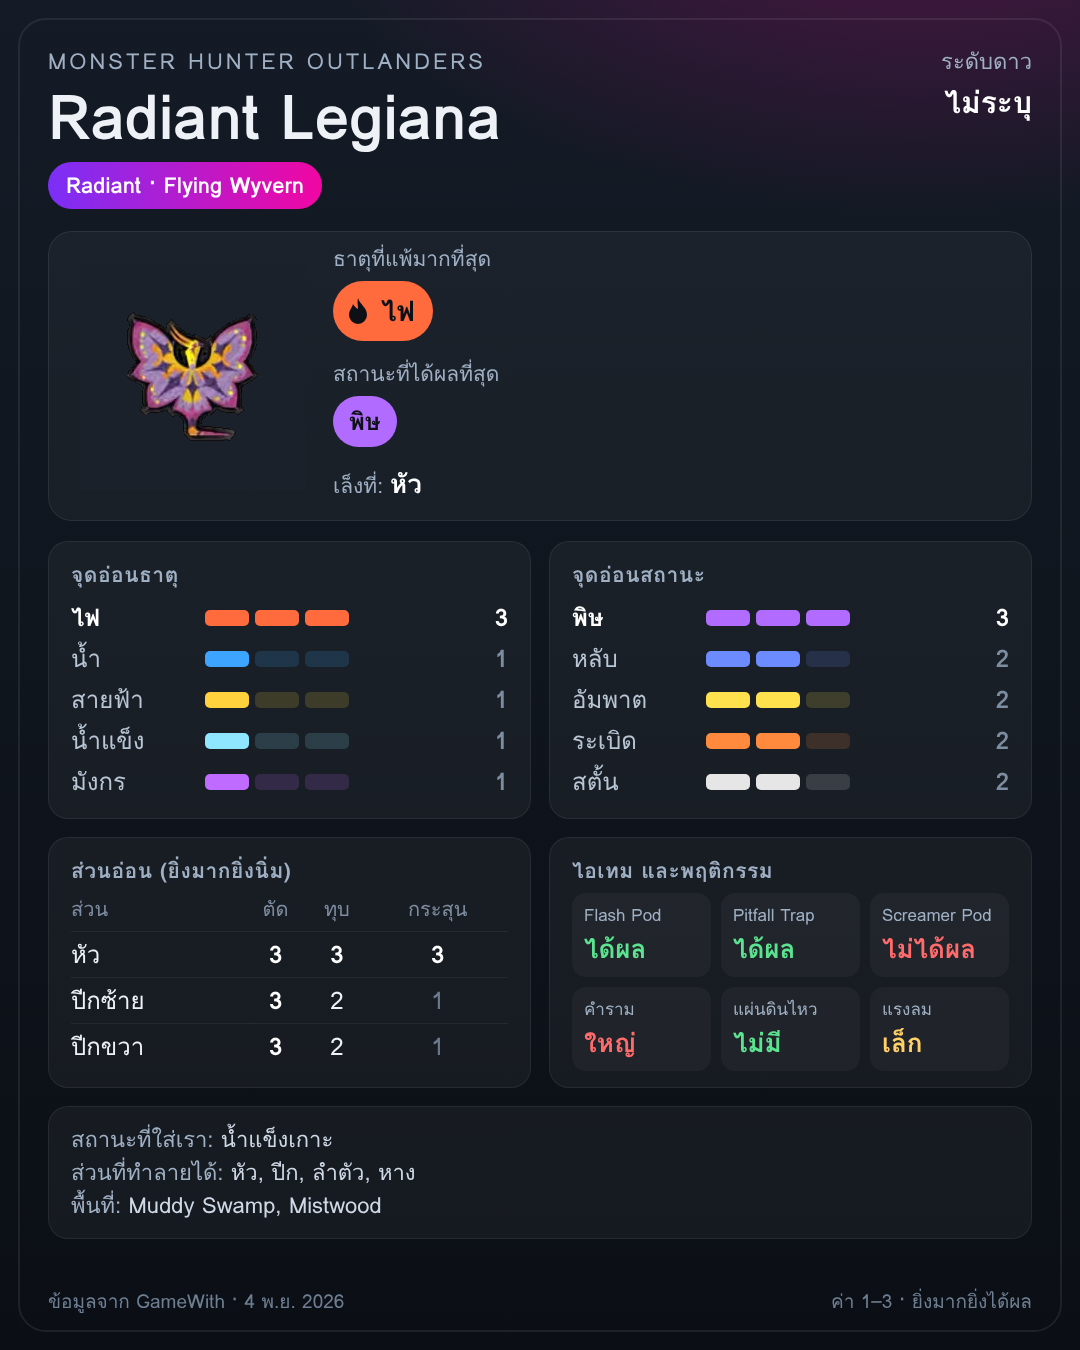 MONSTER HUNTER OUTLANDERS
Radiant Legiana
Radiant · Flying Wyvern
ระดับดาว
ไม่ระบุ
ธาตุที่แพ้มากที่สุด
ไฟ
สถานะที่ได้ผลที่สุด
พิษ
เล็งที่: หัว
จุดอ่อนธาตุ
ไฟ 3
น้ำ 1
สายฟ้า 1
น้ำแข็ง 1
มังกร 1
จุดอ่อนสถานะ
พิษ 3
หลับ 2
อัมพาต 2
ระเบิด 2
สตั้น 2
ส่วนอ่อน (ยิ่งมากยิ่งนิ่ม)
ส่วน ตัด ทุบ กระสุน
หัว 3 3 3
ปีกซ้าย 3 2 1
ปีกขวา 3 2 1
ไอเทม และพฤติกรรม
Flash Pod
ได้ผล
Pitfall Trap
ได้ผล
Screamer Pod
ไม่ได้ผล
คำราม
ใหญ่
แผ่นดินไหว
ไม่มี
แรงลม
เล็ก
สถานะที่ใส่เรา: น้ำแข็งเกาะ
ส่วนที่ทำลายได้: หัว, ปีก, ลำตัว, หาง
พื้นที่: Muddy Swamp, Mistwood
ข้อมูลจาก GameWith · 4 พ.ย. 2026
ค่า 1–3 · ยิ่งมากยิ่งได้ผล